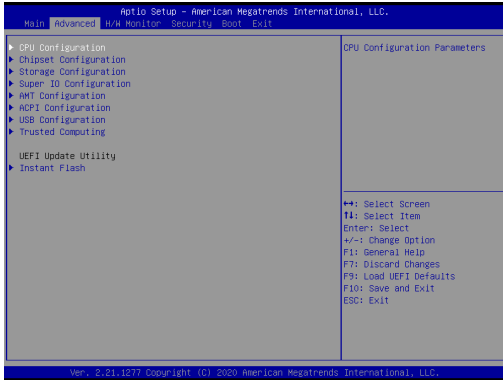 Aptio Setup – American Megatrends International, LLC.
Main Advanced H/W Monitor Security Boot Exit
CPU Configuration
Chipset Configuration
Storage Configuration
Super IO Configuration
AMT Configuration
ACPI Configuration
USB Configuration
Trusted Computing
UEFI Update Utility
Instant Flash
CPU Configuration Parameters
↔: Select Screen
↑↓: Select Item
Enter: Select
+/-: Change Option
F1: General Help
F7: Discard Changes
F9: Load UEFI Defaults
F10: Save and Exit
ESC: Exit
Ver. 2.21.1277 Copyright (C) 2020 American Megatrends International, LLC.